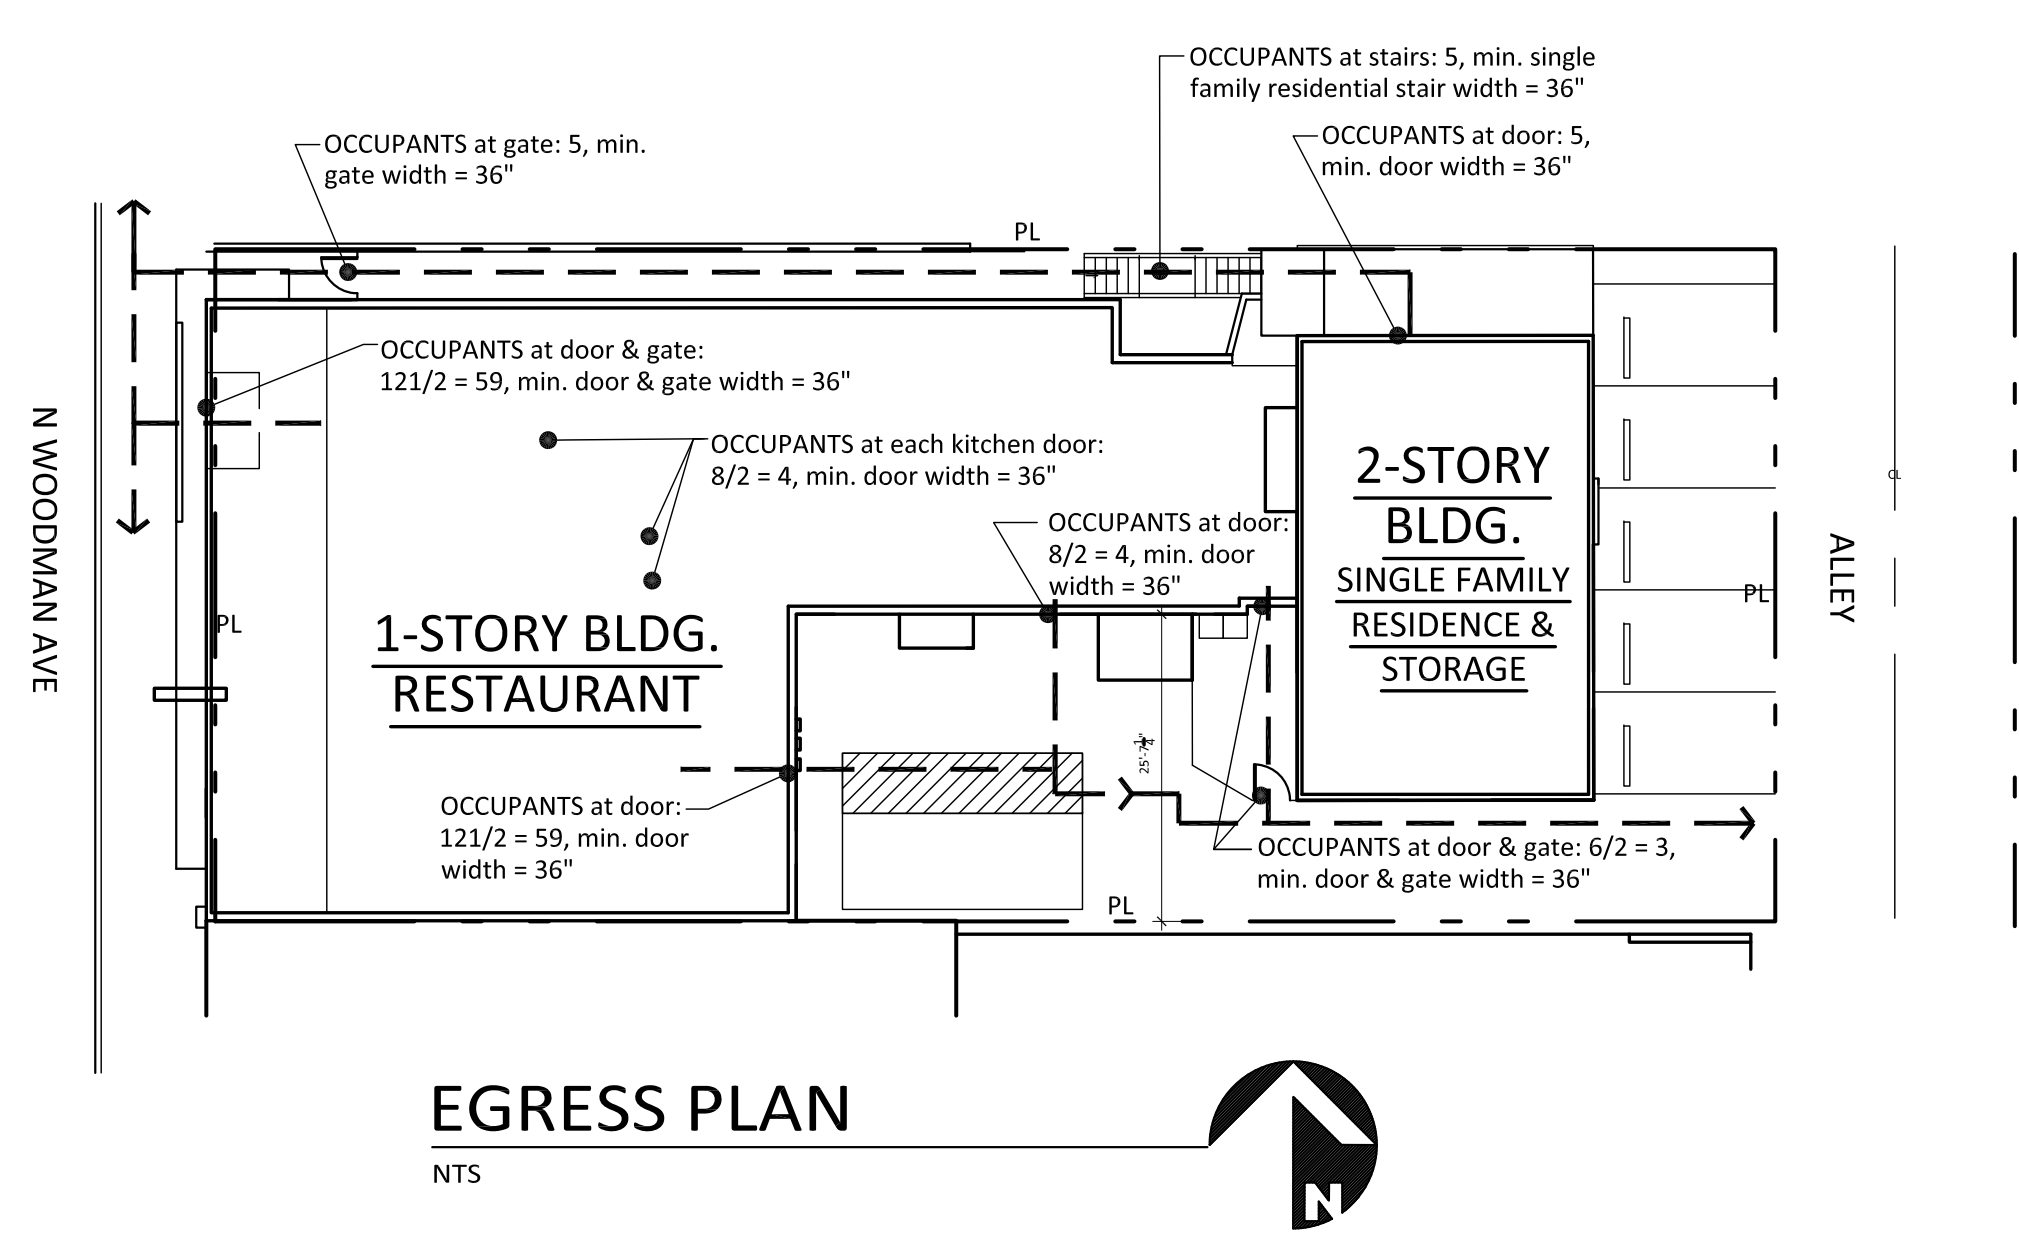 OCCUPANTS at stairs: 5, min. single
family residential stair width = 36"
OCCUPANTS at door: 5,
min. door width = 36"
OCCUPANTS at gate: 5, min.
gate width = 36"
PL
OCCUPANTS at door & gate:
121/2 = 59, min. door & gate width = 36"
N WOODMAN AVE
OCCUPANTS at each kitchen door:
8/2 = 4, min. door width = 36"
OCCUPANTS at door:
8/2 = 4, min. door
width = 36"
2-STORY
BLDG.
SINGLE FAMILY
RESIDENCE &
STORAGE
CL
ALLEY
PL
PL
1-STORY BLDG.
RESTAURANT
OCCUPANTS at door:
121/2 = 59, min. door
width = 36"
OCCUPANTS at door & gate: 6/2 = 3,
min. door & gate width = 36"
PL
EGRESS PLAN
NTS
N